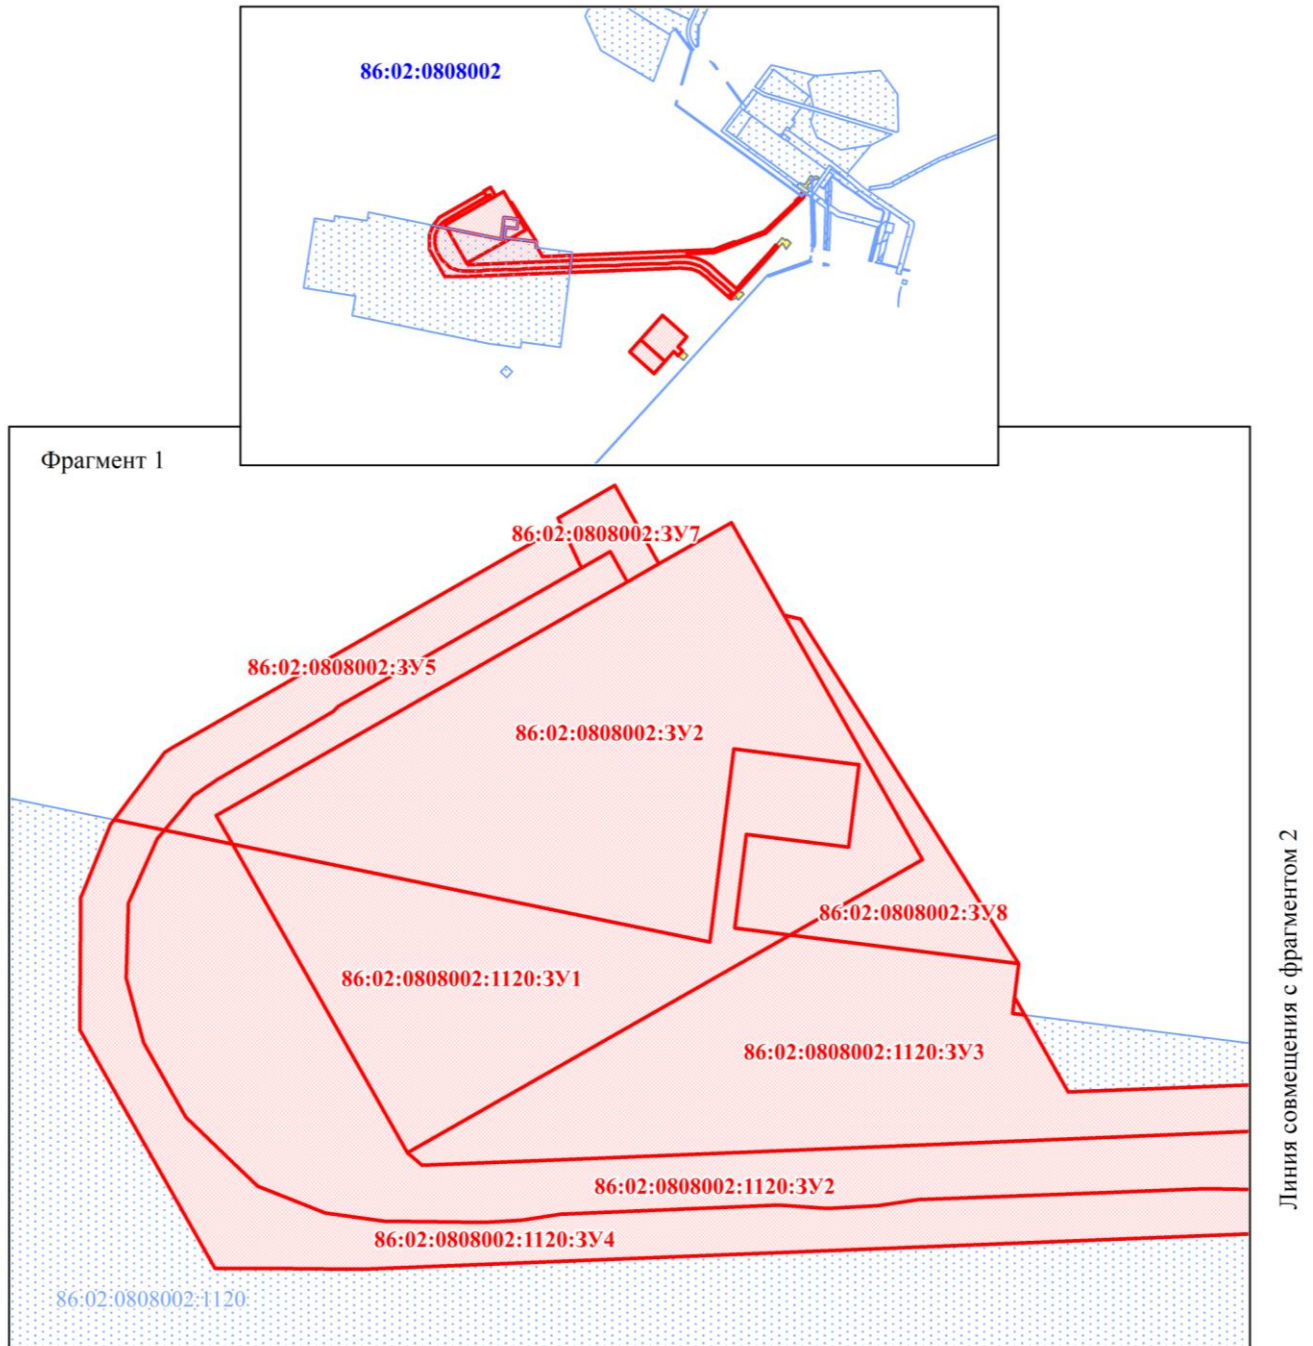 86:02:0808002
Фрагмент 1
86:02:0808002:ЗУ7
86:02:0808002:ЗУ5
86:02:0808002:ЗУ2
86:02:0808002:ЗУ8
86:02:0808002:1120:ЗУ1
86:02:0808002:1120:ЗУ3
86:02:0808002:1120:ЗУ2
86:02:0808002:1120:ЗУ4
86:02:0808002:1120
Линия совмещения с фрагментом 2